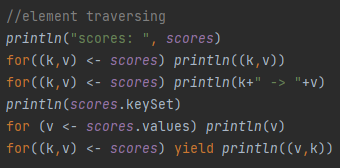 //element traversing
println("scores: ", scores)
for((k,v) <- scores) println((k,v))
for((k,v) <- scores) println(k+" -> "+v)
println(scores.keySet)
for (v <- scores.values) println(v)
for((k,v) <- scores) yield println((v,k))